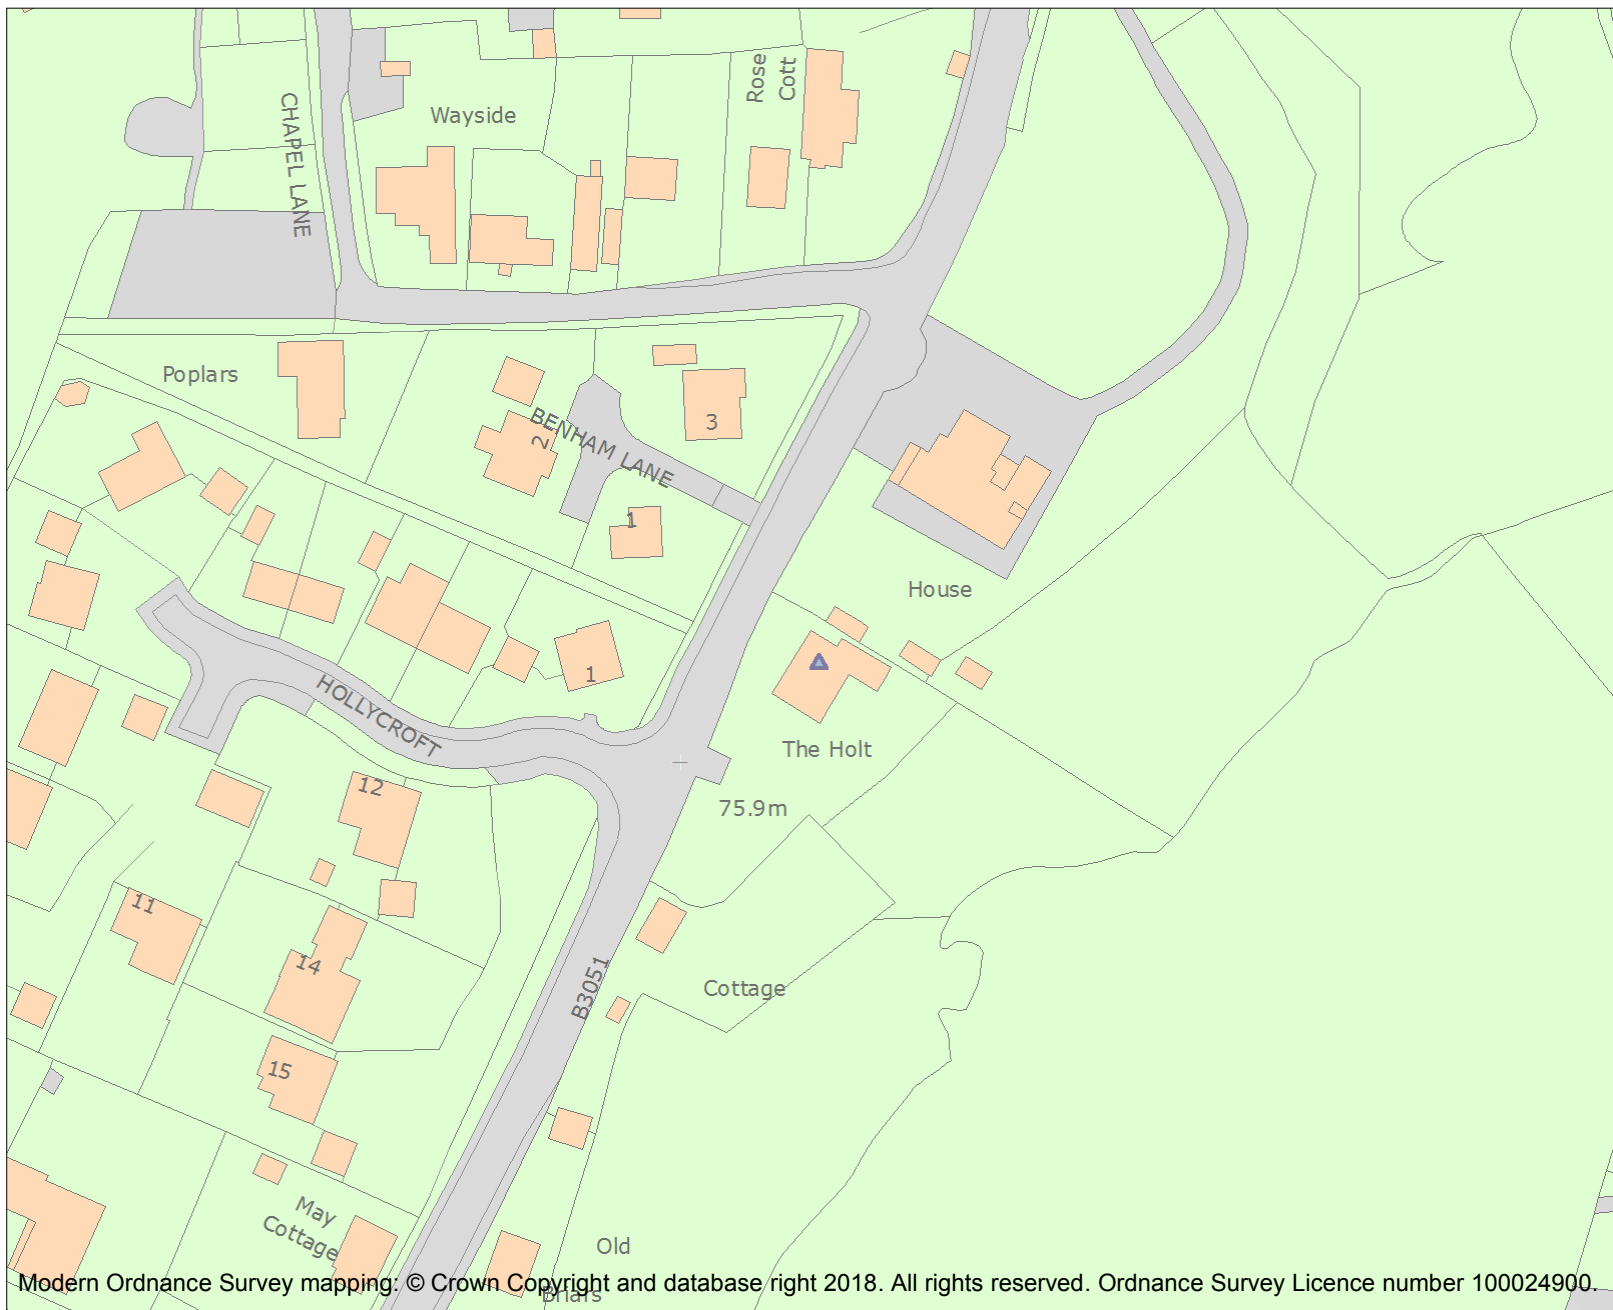 Rose
Cott
Wayside
CHAPEL LANE
Poplars
3
BENHAM LANE
2
1
House
1
HOLLYCROFT
The Holt
12
75.9m
11
14
B3051
Cottage
15
May
Cottage
Old
Briars
Modern Ordnance Survey mapping: © Crown Copyright and database right 2018. All rights reserved. Ordnance Survey Licence number 100024900.